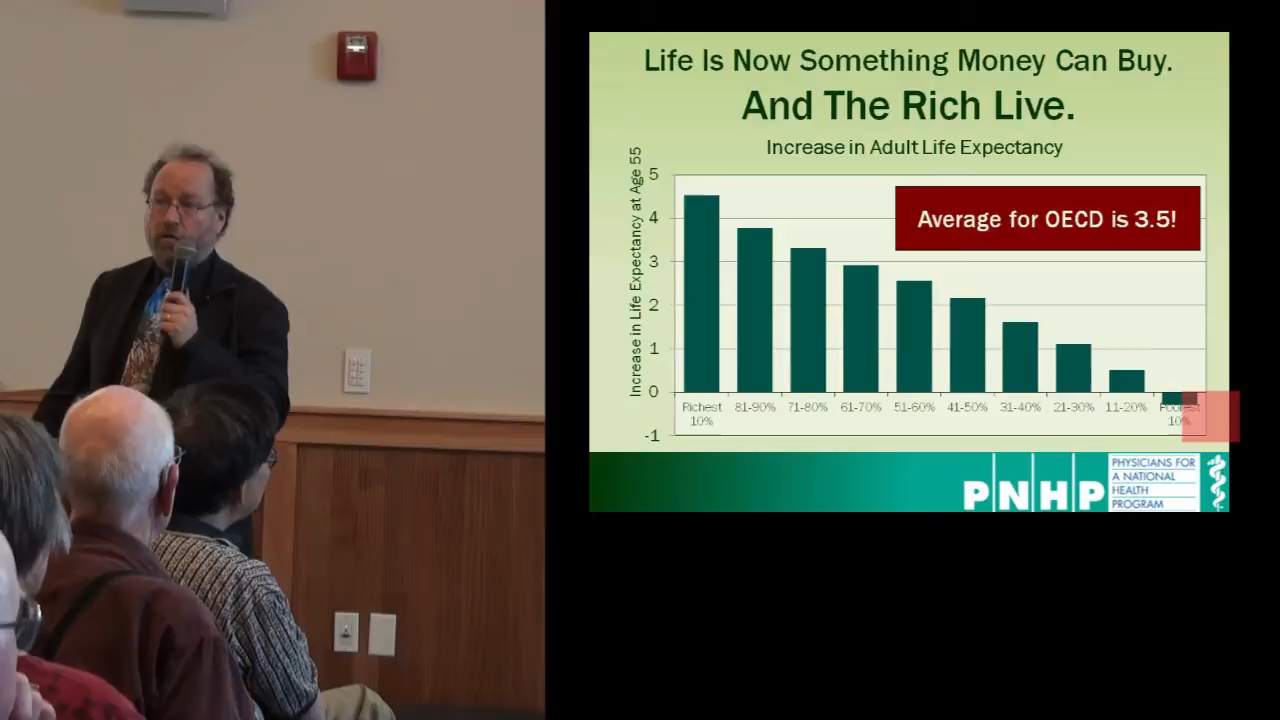 Life Is Now Something Money Can Buy.
And The Rich Live.
Increase in Adult Life Expectancy
Increase in Life Expectancy at Age 55
5
4
3
2
1
0
-1
Average for OECD is 3.5!
Richest 10%
81-90%
71-80%
61-70%
51-60%
41-50%
31-40%
21-30%
11-20%
Poorest 10%
PNHP
PHYSICIANS FOR
A NATIONAL
HEALTH
PROGRAM